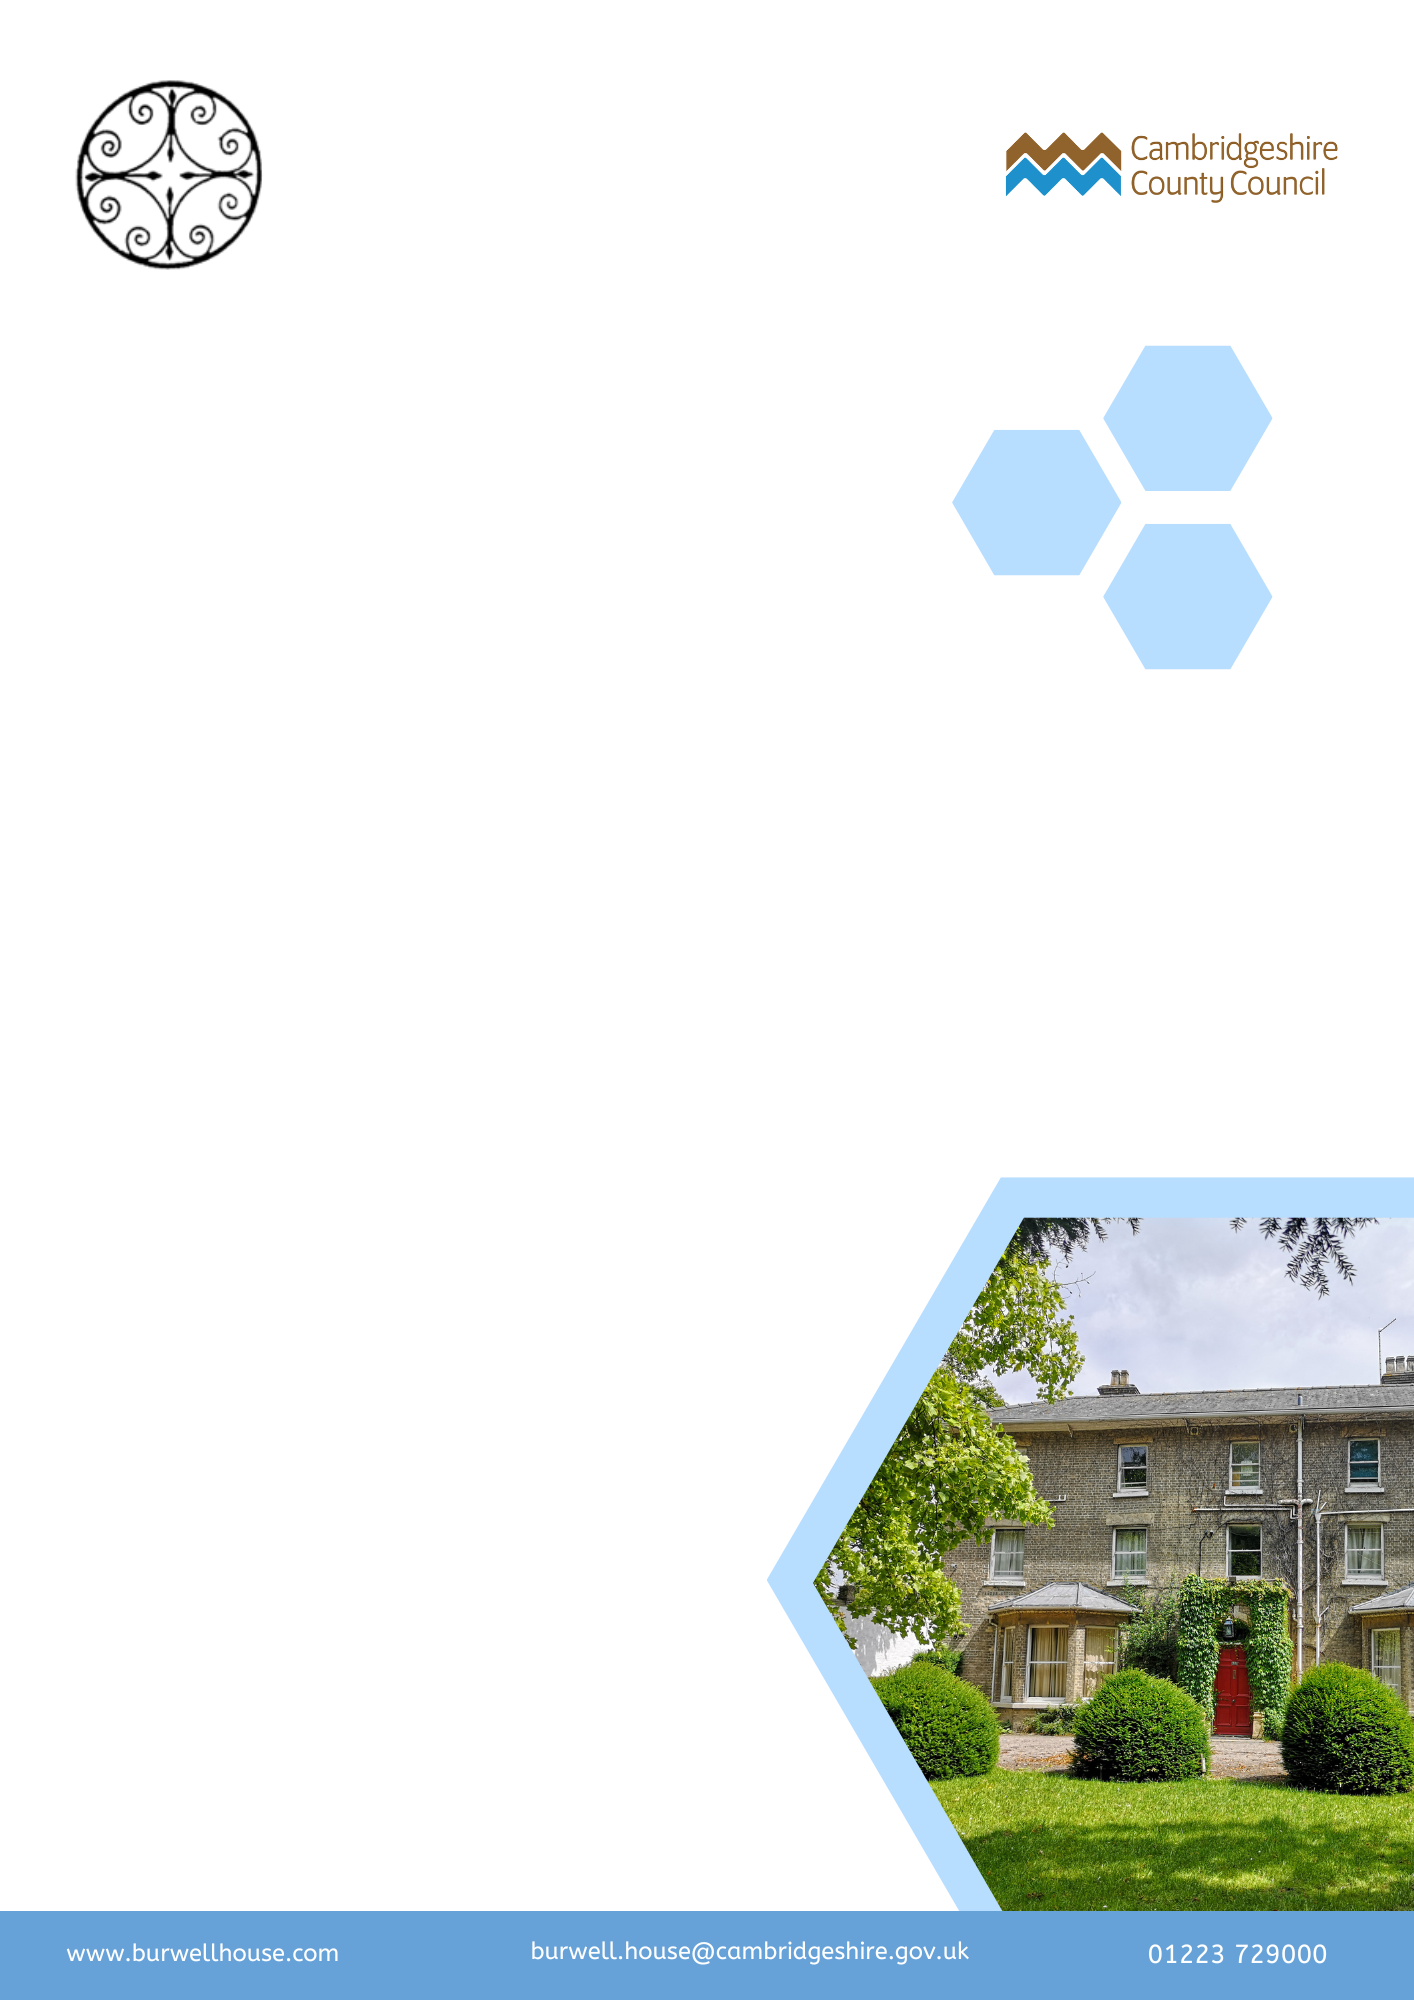 Cambridgeshire
County Council
www.burwellhouse.com
burwell.house@cambridgeshire.gov.uk
01223 729000